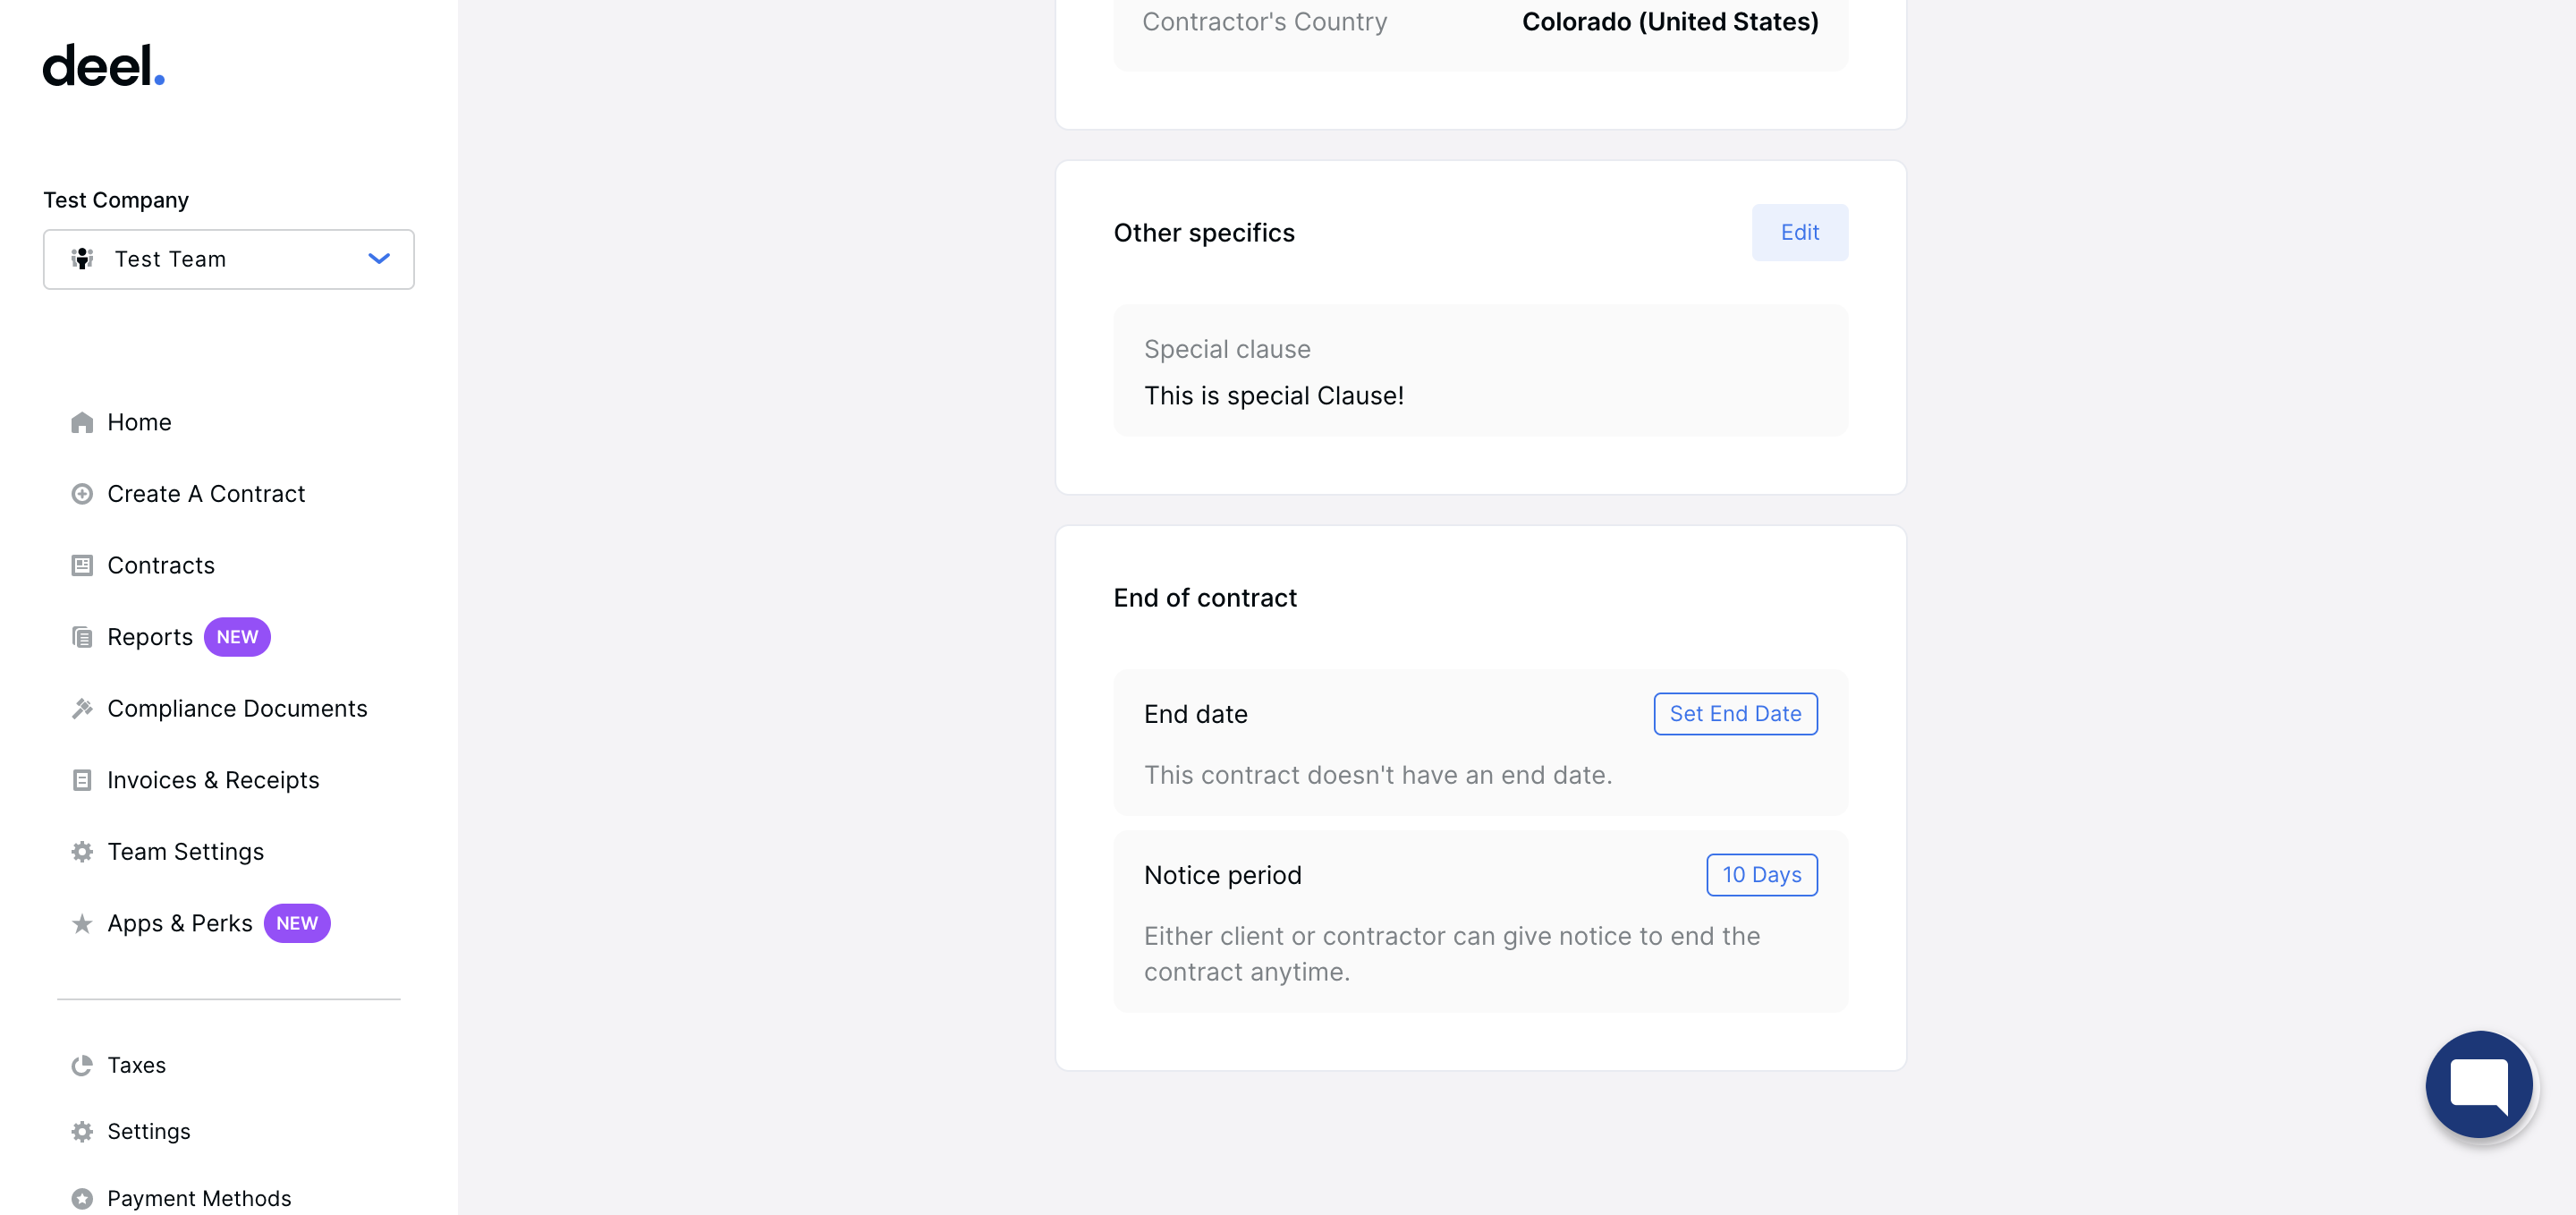 deel.
Test Company
Test Team
Home
Create A Contract
Contracts
Reports NEW
Compliance Documents
Invoices & Receipts
Team Settings
Apps & Perks NEW
Taxes
Settings
Payment Methods
Contractor's Country Colorado (United States)
Other specifics Edit
Special clause
This is special Clause!
End of contract
End date Set End Date
This contract doesn't have an end date.
Notice period 10 Days
Either client or contractor can give notice to end the
contract anytime.